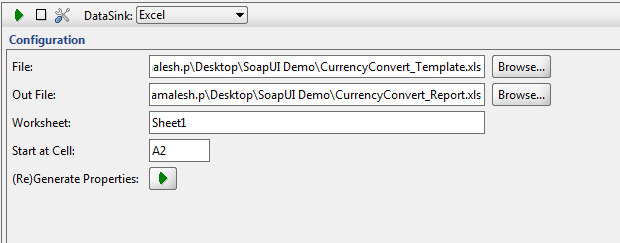 DataSink: Excel
Configuration
File: alesh.p\Desktop\SoapUI Demo\CurrencyConvert_Template.xls Browse...
Out File: amalesh.p\Desktop\SoapUI Demo\CurrencyConvert_Report.xls Browse...
Worksheet: Sheet1
Start at Cell: A2
(Re)Generate Properties: